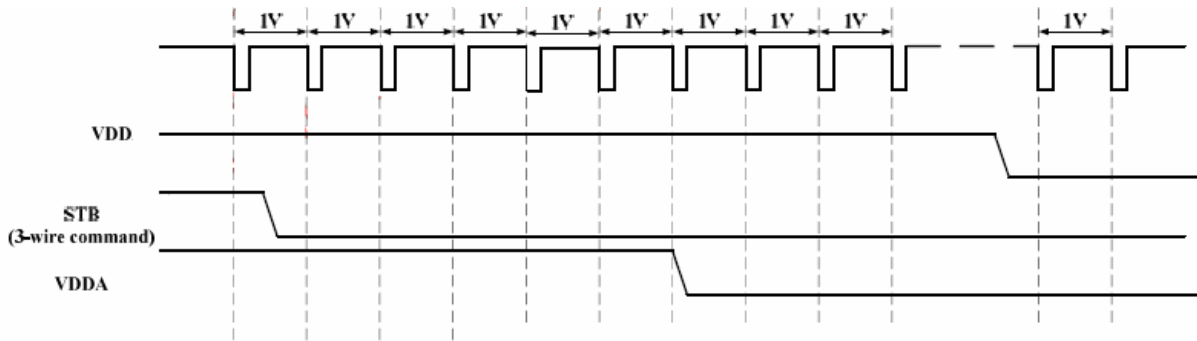 1V 1V 1V 1V 1V 1V 1V 1V 1V 1V
VDD
STB
(3-wire command)
VDDA